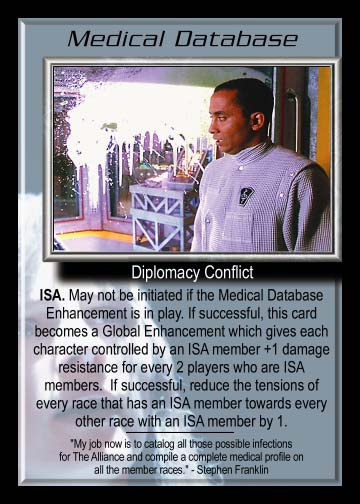 Medical Database
Diplomacy Conflict
ISA. May not be initiated if the Medical Database
Enhancement is in play. If successful, this card
becomes a Global Enhancement which gives each
character controlled by an ISA member +1 damage
resistance for every 2 players who are ISA
members.  If successful, reduce the tensions of
every race that has an ISA member towards every
other race with an ISA member by 1.
"My job now is to catalog all those possible infections
for The Alliance and compile a complete medical profile on
all the member races." - Stephen Franklin